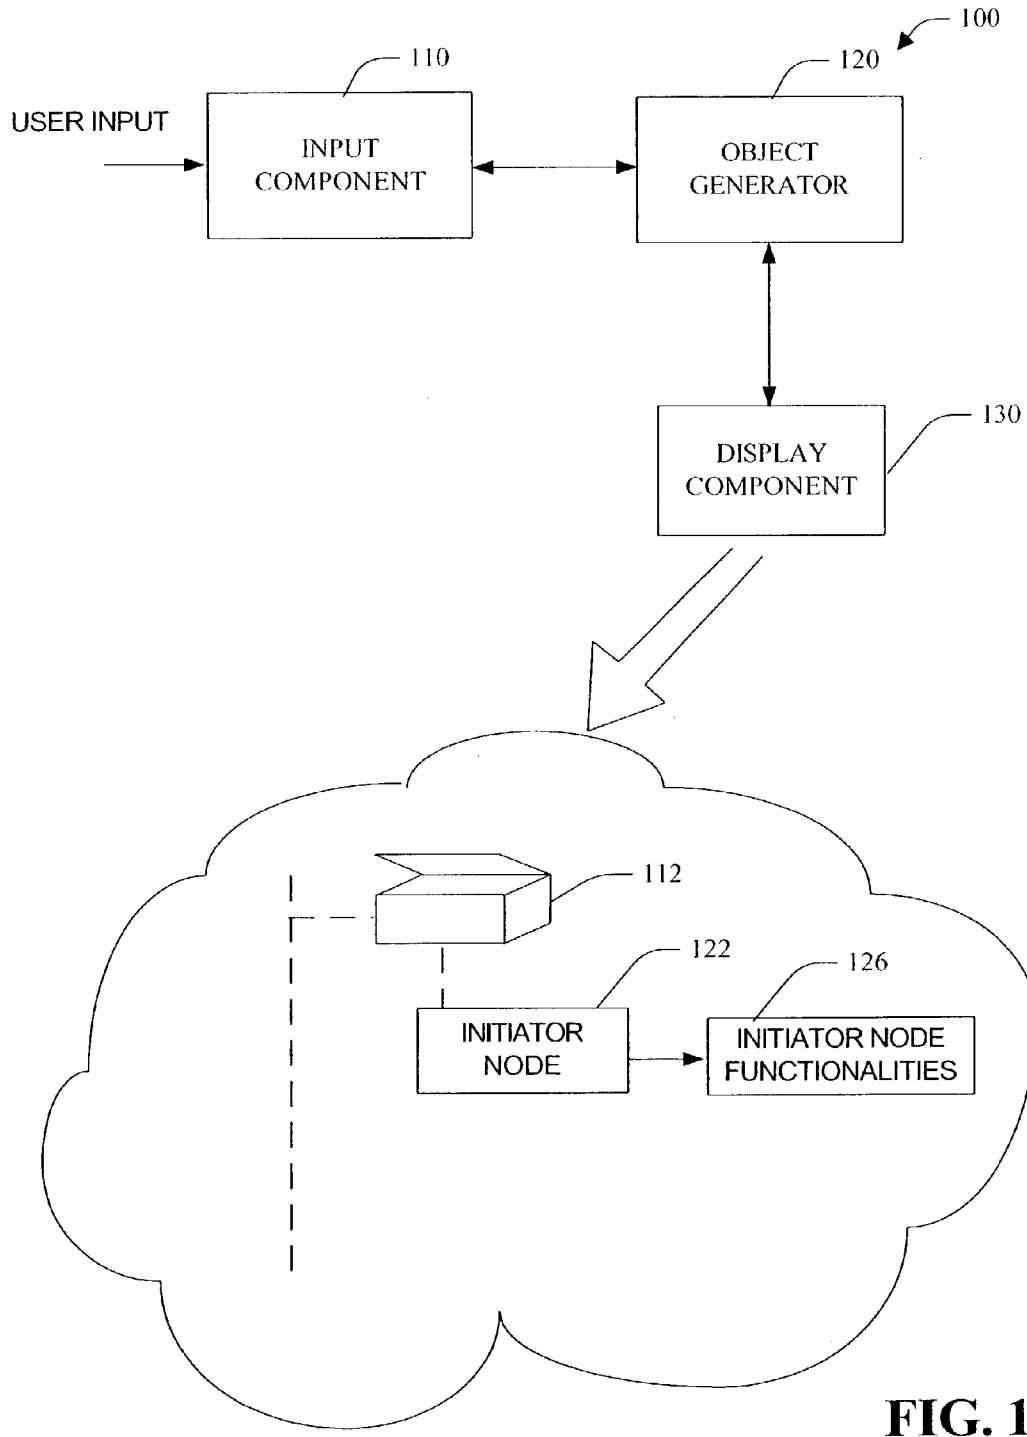 100
110
120
USER INPUT
INPUT
COMPONENT
OBJECT
GENERATOR
130
DISPLAY
COMPONENT
112
122
126
INITIATOR
NODE
INITIATOR NODE
FUNCTIONALITIES
FIG. 1